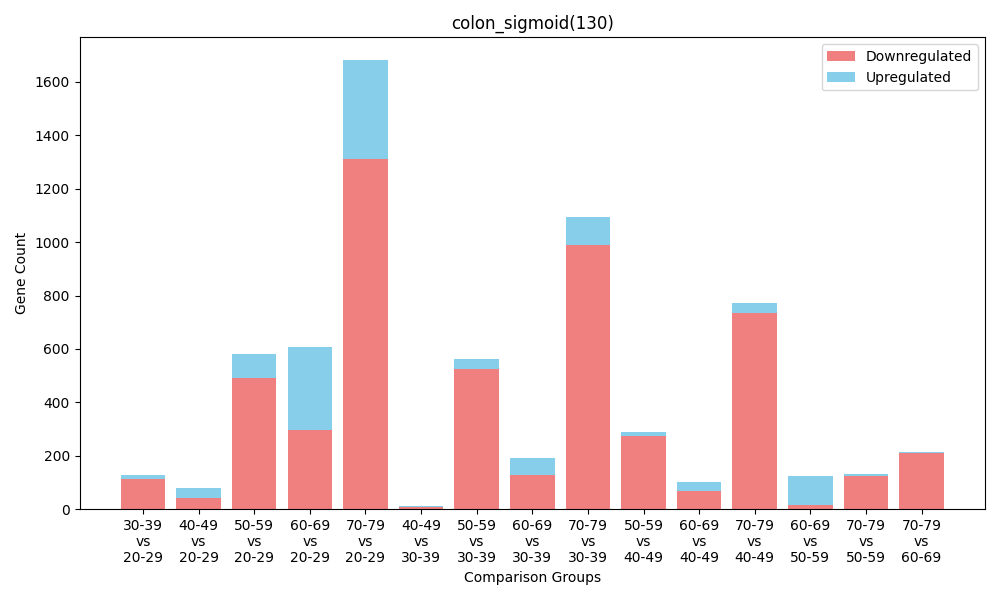 colon_sigmoid(130)
Downregulated
Upregulated
Gene Count
1600
1400
1200
1000
800
600
400
200
0
30-39 vs 20-29
40-49 vs 20-29
50-59 vs 20-29
60-69 vs 20-29
70-79 vs 20-29
40-49 vs 30-39
50-59 vs 30-39
60-69 vs 30-39
70-79 vs 30-39
50-59 vs 40-49
60-69 vs 40-49
70-79 vs 40-49
60-69 vs 50-59
70-79 vs 50-59
70-79 vs 60-69
Comparison Groups